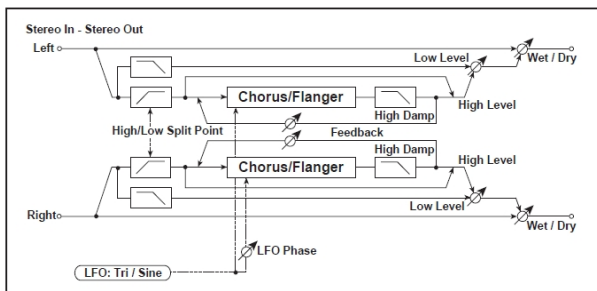 Stereo In - Stereo Out
Left
Wet / Dry
Low Level
Chorus/Flanger
High Damp
High Level
High/Low Split Point
Feedback
High Damp
Chorus/Flanger
High Level
Low Level
Right
Wet / Dry
LFO Phase
LFO: Tri / Sine